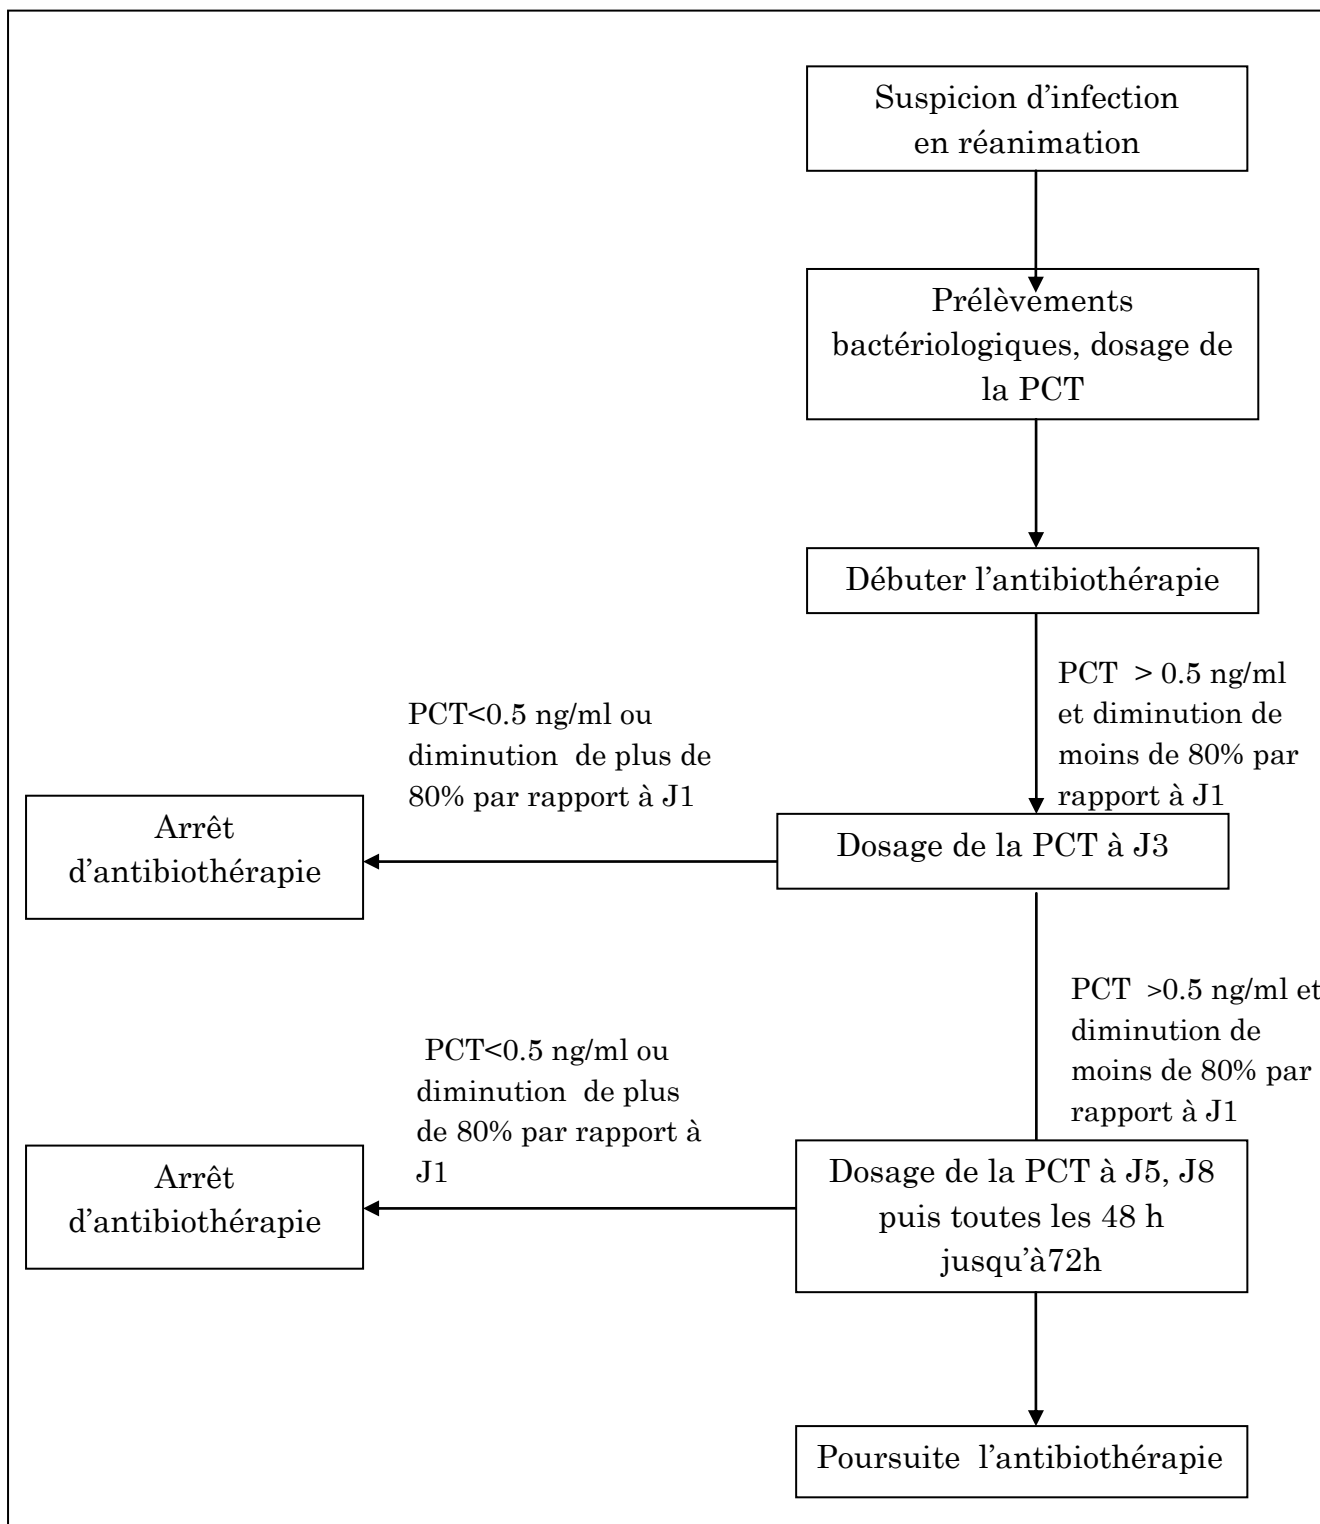 Suspicion d'infection
en réanimation
Prélèvements
bactériologiques, dosage de
la PCT
Débuter l'antibiothérapie
PCT > 0.5 ng/ml
et diminution de
moins de 80% par
rapport à J1
PCT<0.5 ng/ml ou
diminution de plus de
80% par rapport à J1
Arrêt
d'antibiothérapie
Dosage de la PCT à J3
PCT >0.5 ng/ml et
diminution de
moins de 80% par
rapport à J1
PCT<0.5 ng/ml ou
diminution de plus
de 80% par rapport à
J1
Arrêt
d'antibiothérapie
Dosage de la PCT à J5, J8
puis toutes les 48 h
jusqu'à72h
Poursuite l'antibiothérapie